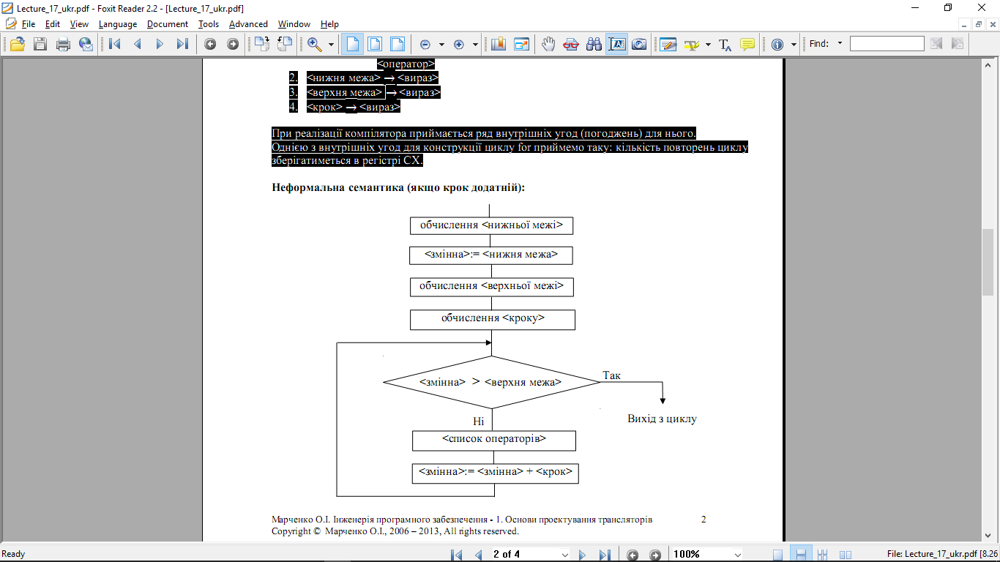 Lecture_17_ukr.pdf - Foxit Reader 2.2 - [Lecture_17_ukr.pdf]
File Edit View Language Document Tools Advanced Window Help
Find:
<оператор>
2. <нижня межа> → <вираз>
3. <верхня межа> → <вираз>
4. <крок> → <вираз>
При реалізації компілятора приймається ряд внутрішніх угод (погоджень) для нього.
Однією з внутрішніх угод для конструкції циклу for приймемо таку: кількість повторень циклу
зберігатиметься в регістрі CX.
Неформальна семантика (якщо крок додатній):
обчислення <нижньої межі>
<змінна>:= <нижня межа>
обчислення <верхньої межі>
обчислення <кроку>
<змінна> > <верхня межа>
Так
Вихід з циклу
Ні
<список операторів>
<змінна>:= <змінна> + <крок>
Марченко О.І. Інженерія програмного забезпечення - 1. Основи проектування трансляторів 2
Copyright © Марченко О.І., 2006 – 2013, All rights reserved.
Ready 2 of 4 100% File: Lecture_17_ukr.pdf [8.26